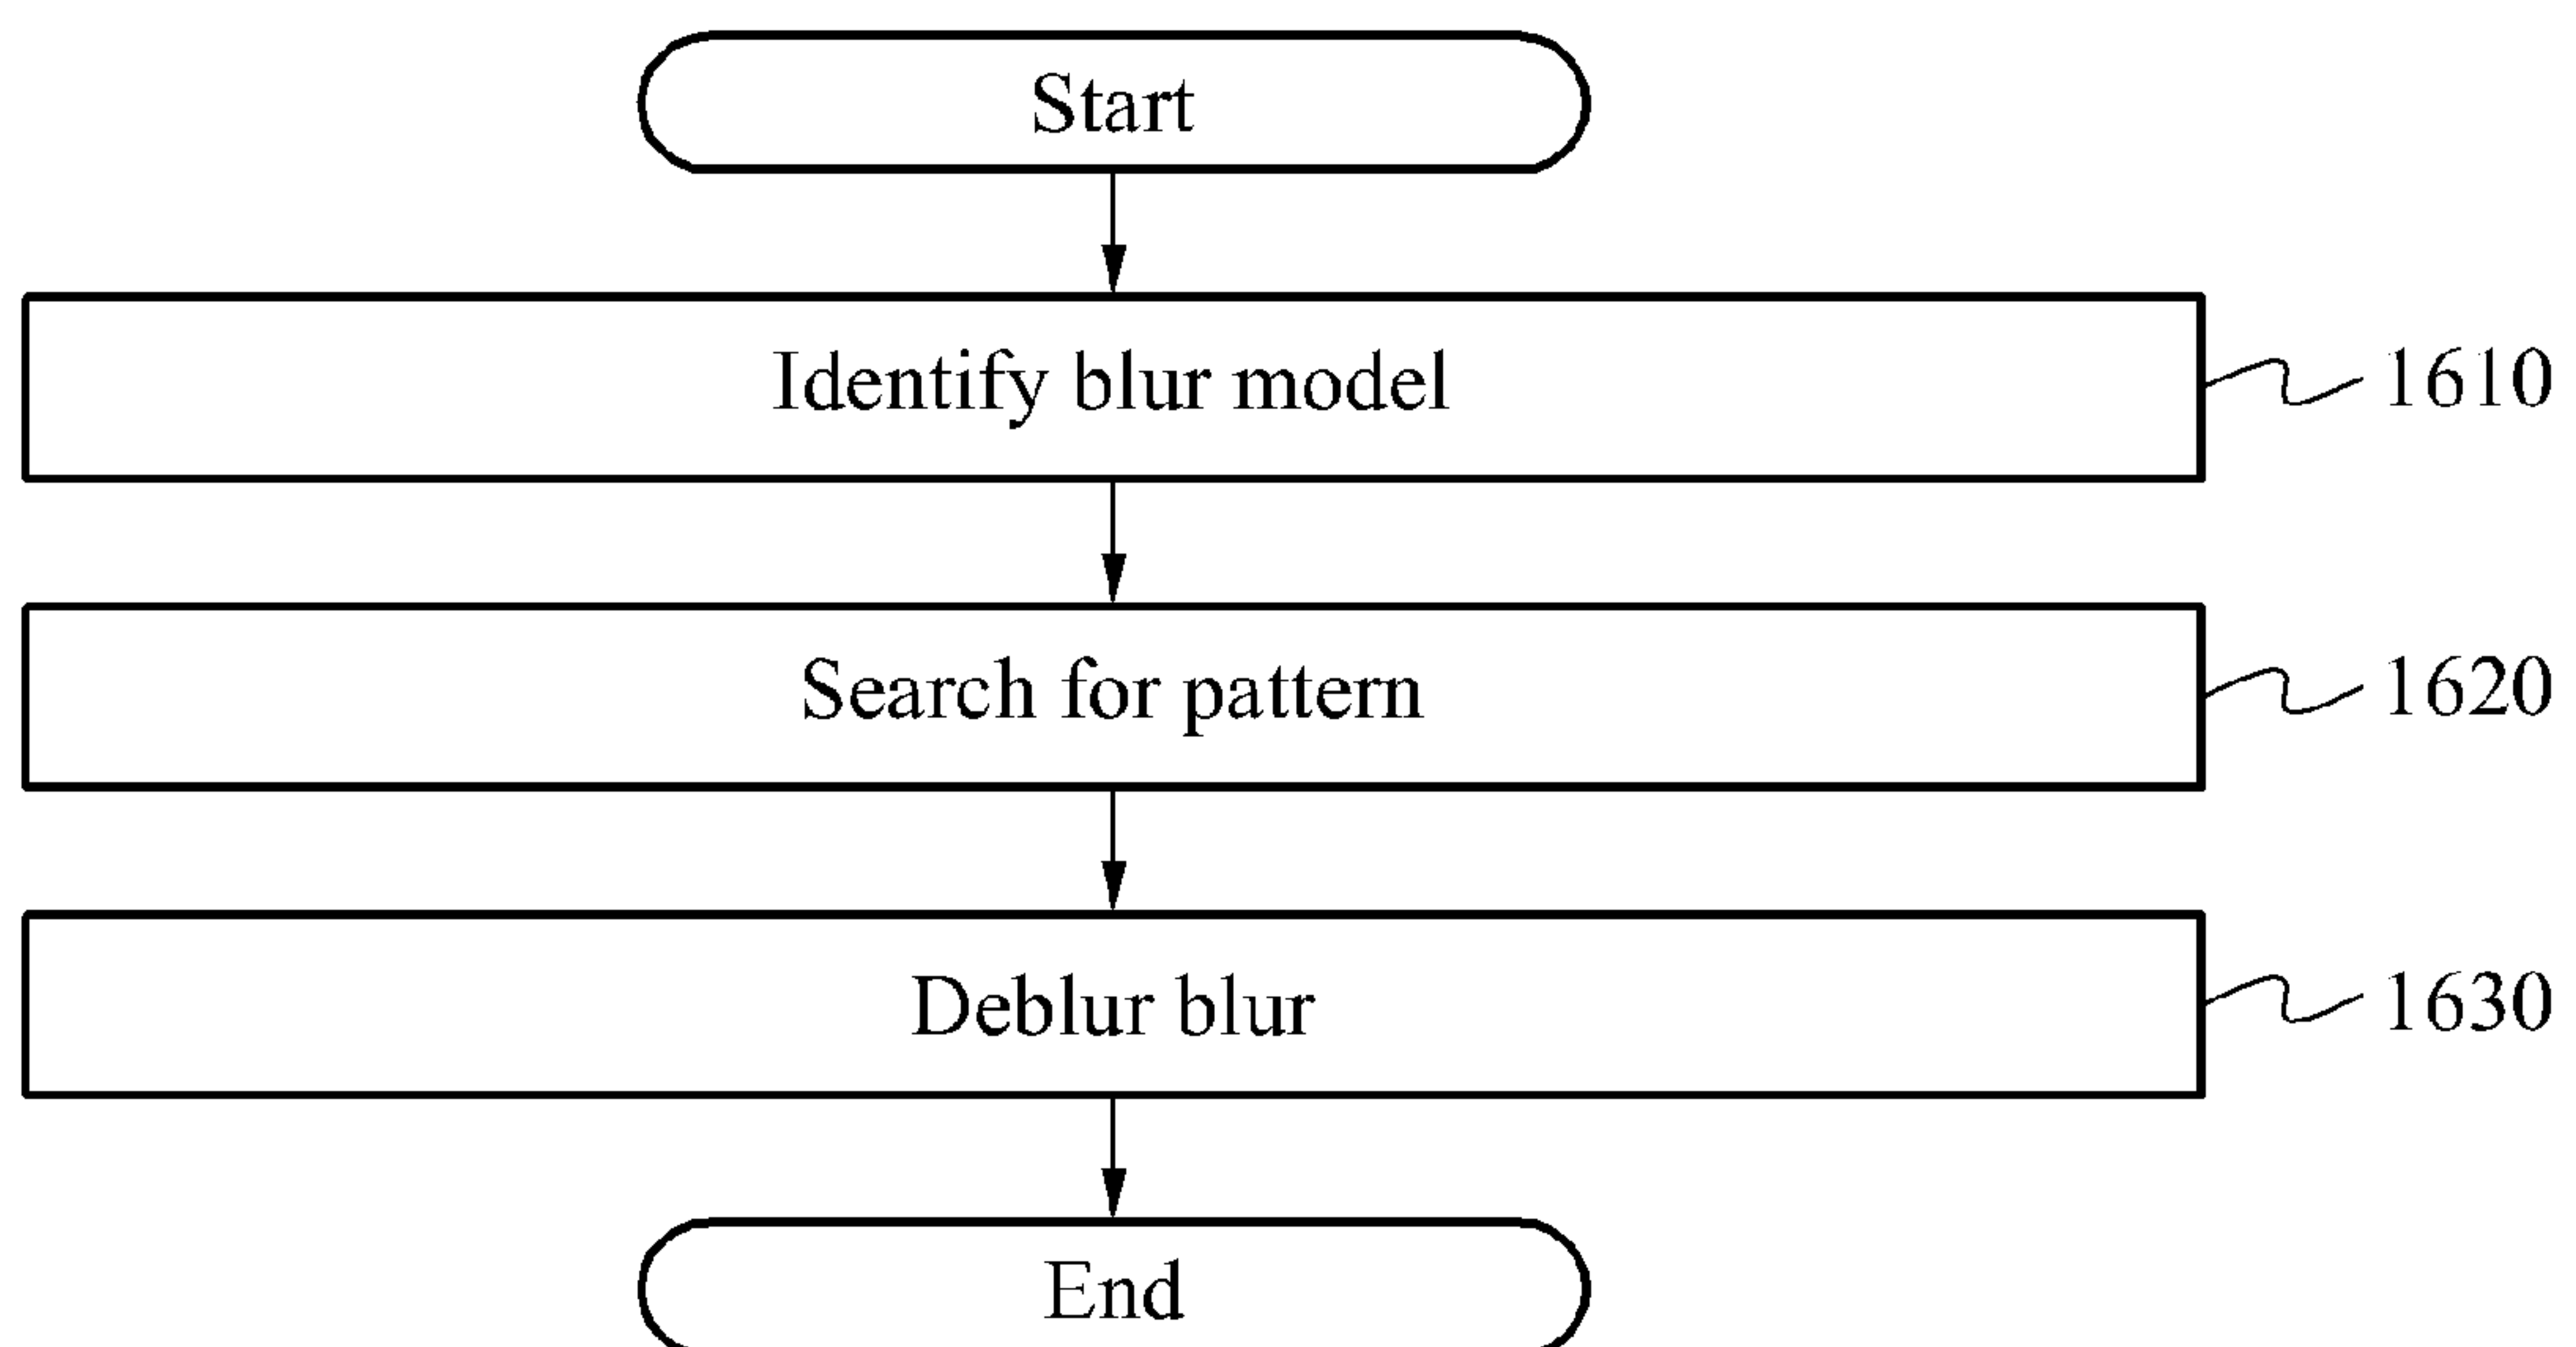 Start
Identify blur model
1610
Search for pattern
1620
Deblur blur
1630
End